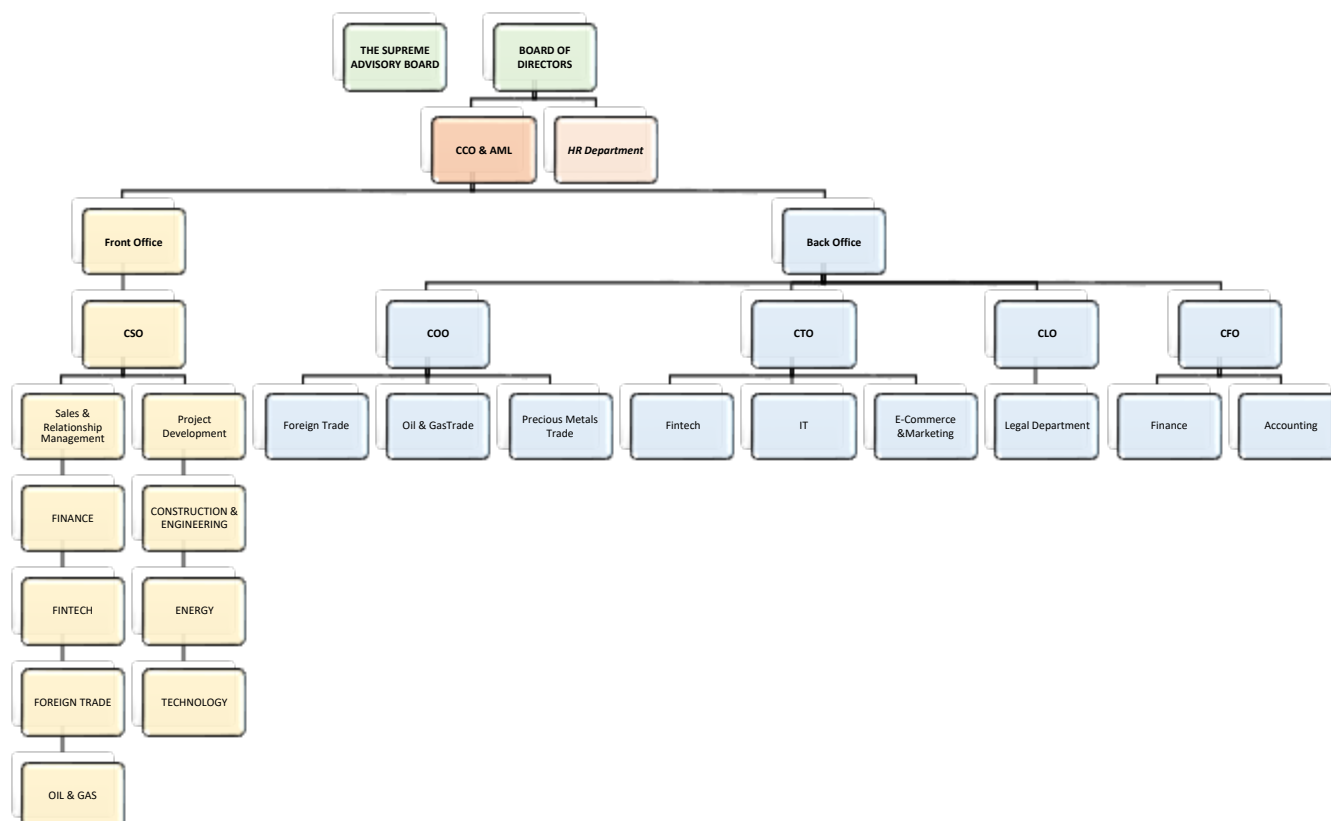 THE SUPREME
ADVISORY BOARD
BOARD OF
DIRECTORS
CCO & AML
HR Department
Front Office
Back Office
CSO
COO
CTO
CLO
CFO
Sales &
Relationship
Management
Project
Development
Foreign Trade
Oil & GasTrade
Precious Metals
Trade
Fintech
IT
E-Commerce
&Marketing
Legal Department
Finance
Accounting
FINANCE
CONSTRUCTION &
ENGINEERING
FINTECH
ENERGY
FOREIGN TRADE
TECHNOLOGY
OIL & GAS